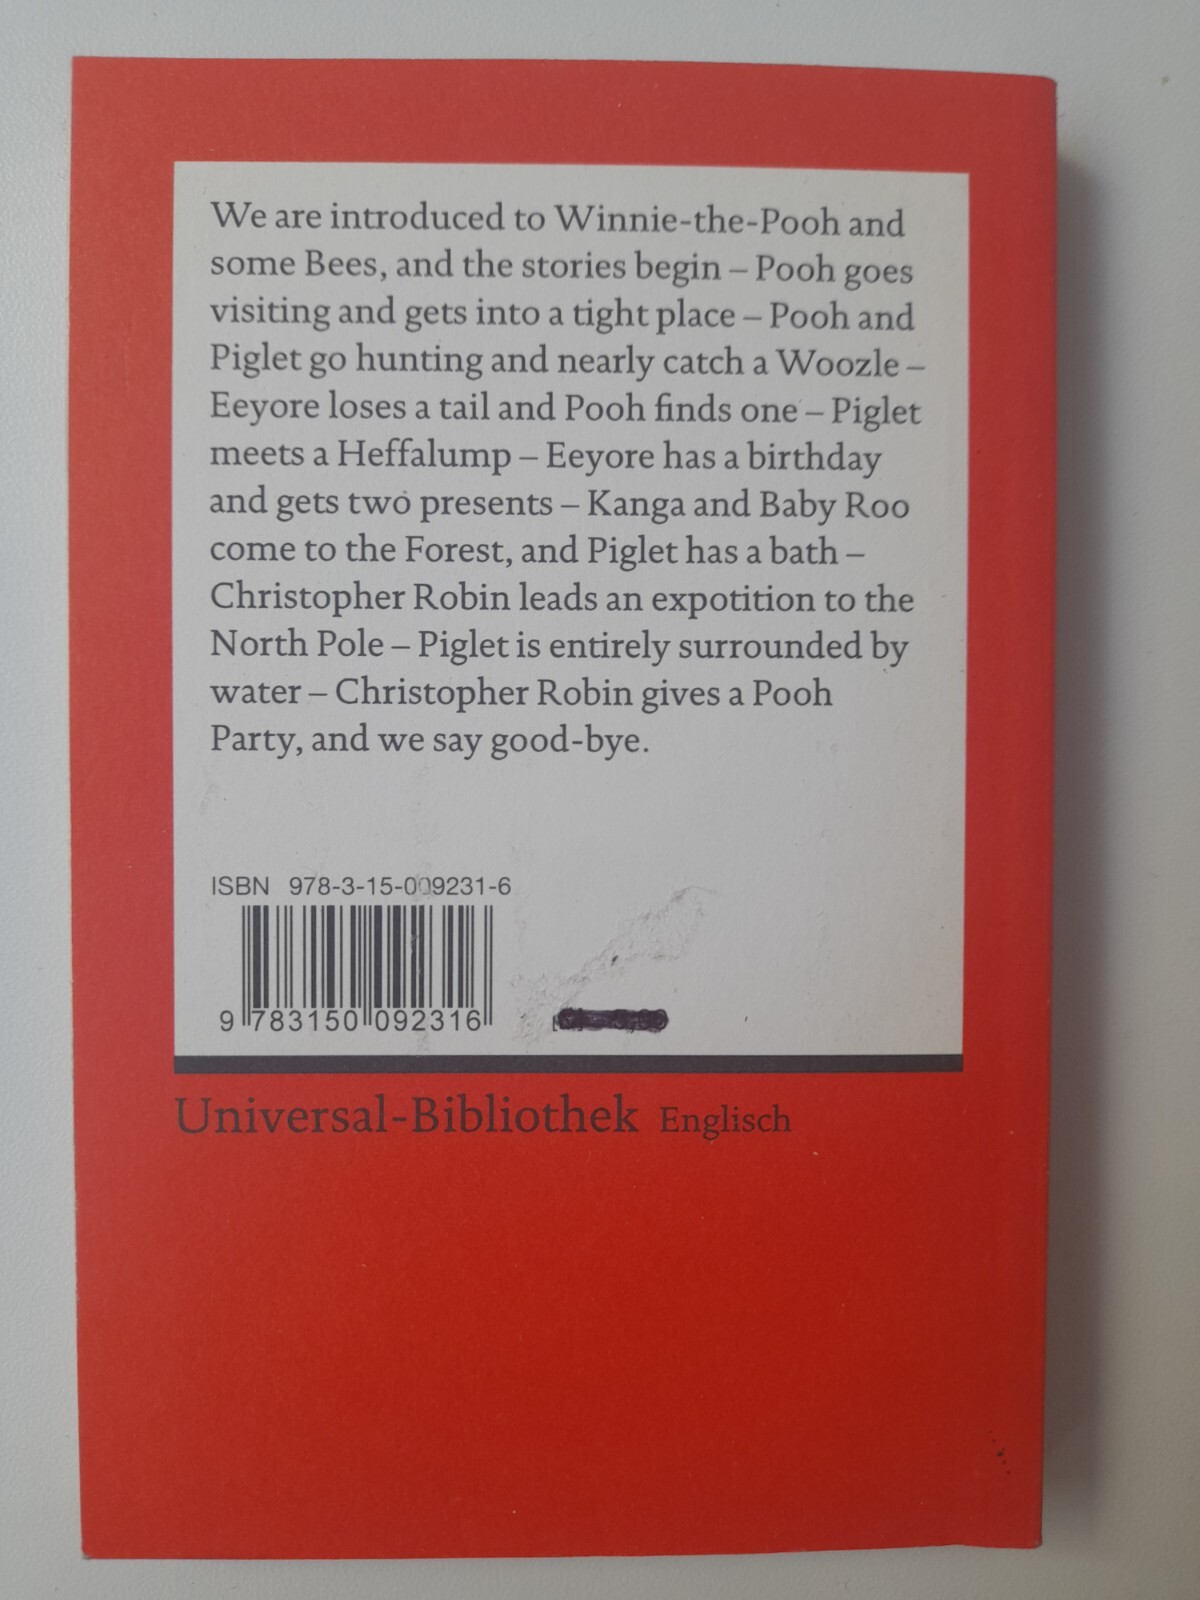 We are introduced to Winnie-the-Pooh and
some Bees, and the stories begin – Pooh goes
visiting and gets into a tight place – Pooh and
Piglet go hunting and nearly catch a Woozle –
Eeyore loses a tail and Pooh finds one – Piglet
meets a Heffalump – Eeyore has a birthday
and gets two presents – Kanga and Baby Roo
come to the Forest, and Piglet has a bath –
Christopher Robin leads an expotition to the
North Pole – Piglet is entirely surrounded by
water – Christopher Robin gives a Pooh
Party, and we say good-bye.
ISBN 978-3-15-009231-6
9 783150 092316
Universal-Bibliothek Englisch